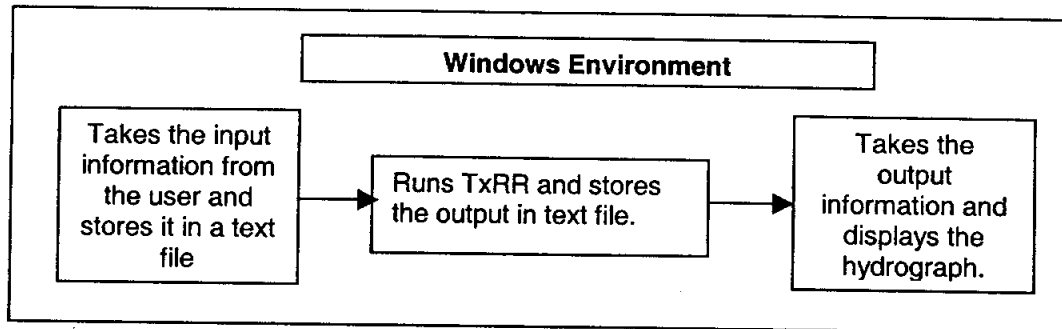 Windows Environment
Takes the input
information from
the user and
stores it in a text
file
Runs TxRR and stores
the output in text file.
Takes the
output
information and
displays the
hydrograph.